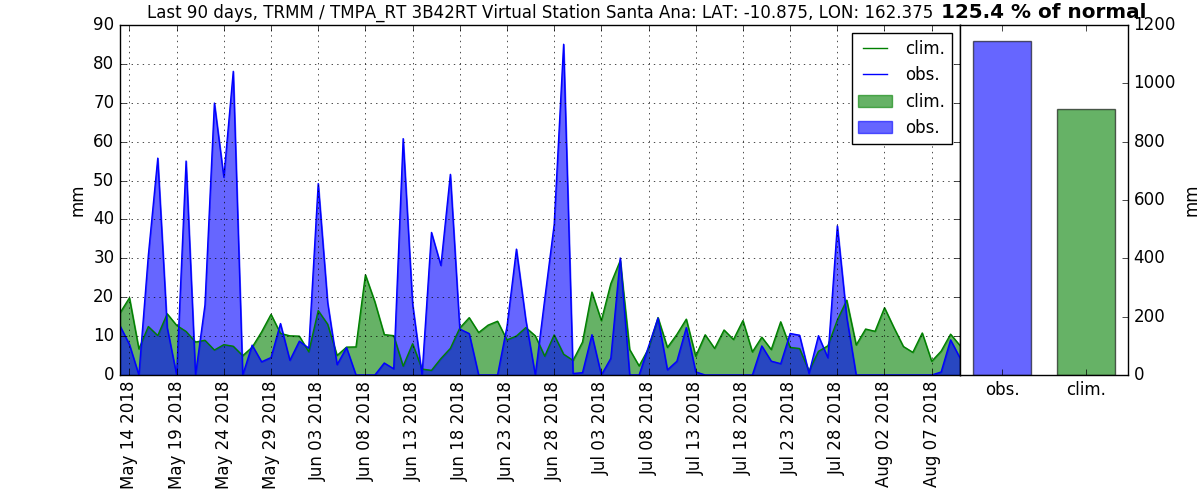 Last 90 days, TRMM / TMPA_RT 3B42RT Virtual Station Santa Ana: LAT: -10.875, LON: 162.375 125.4 % of normal
90
80
70
60
50
40
30
20
10
0
mm
clim.
obs.
clim.
obs.
1200
1000
800
600
400
200
0
mm
obs. clim.
May 14 2018
May 19 2018
May 24 2018
May 29 2018
Jun 03 2018
Jun 08 2018
Jun 13 2018
Jun 18 2018
Jun 23 2018
Jun 28 2018
Jul 03 2018
Jul 08 2018
Jul 13 2018
Jul 18 2018
Jul 23 2018
Jul 28 2018
Aug 02 2018
Aug 07 2018